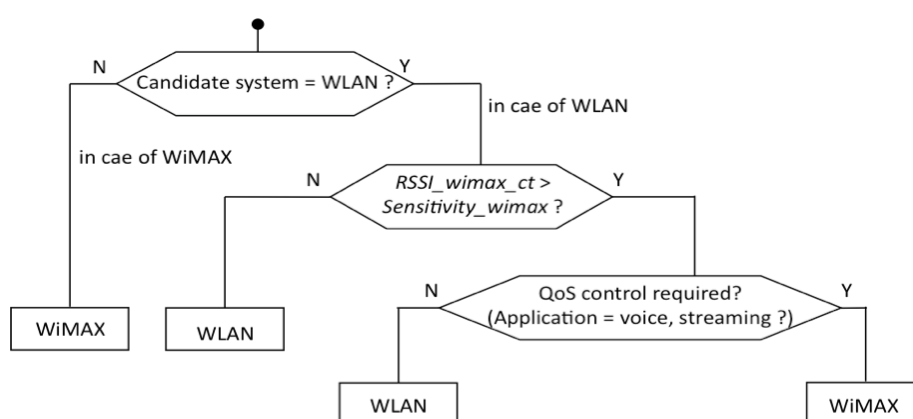 N
Candidate system = WLAN ?
Y
in cae of WLAN
in cae of WiMAX
N
RSSI_wimax_ct >
Sensitivity_wimax ?
Y
N
QoS control required?
(Application = voice, streaming ?)
Y
WiMAX
WLAN
WLAN
WiMAX